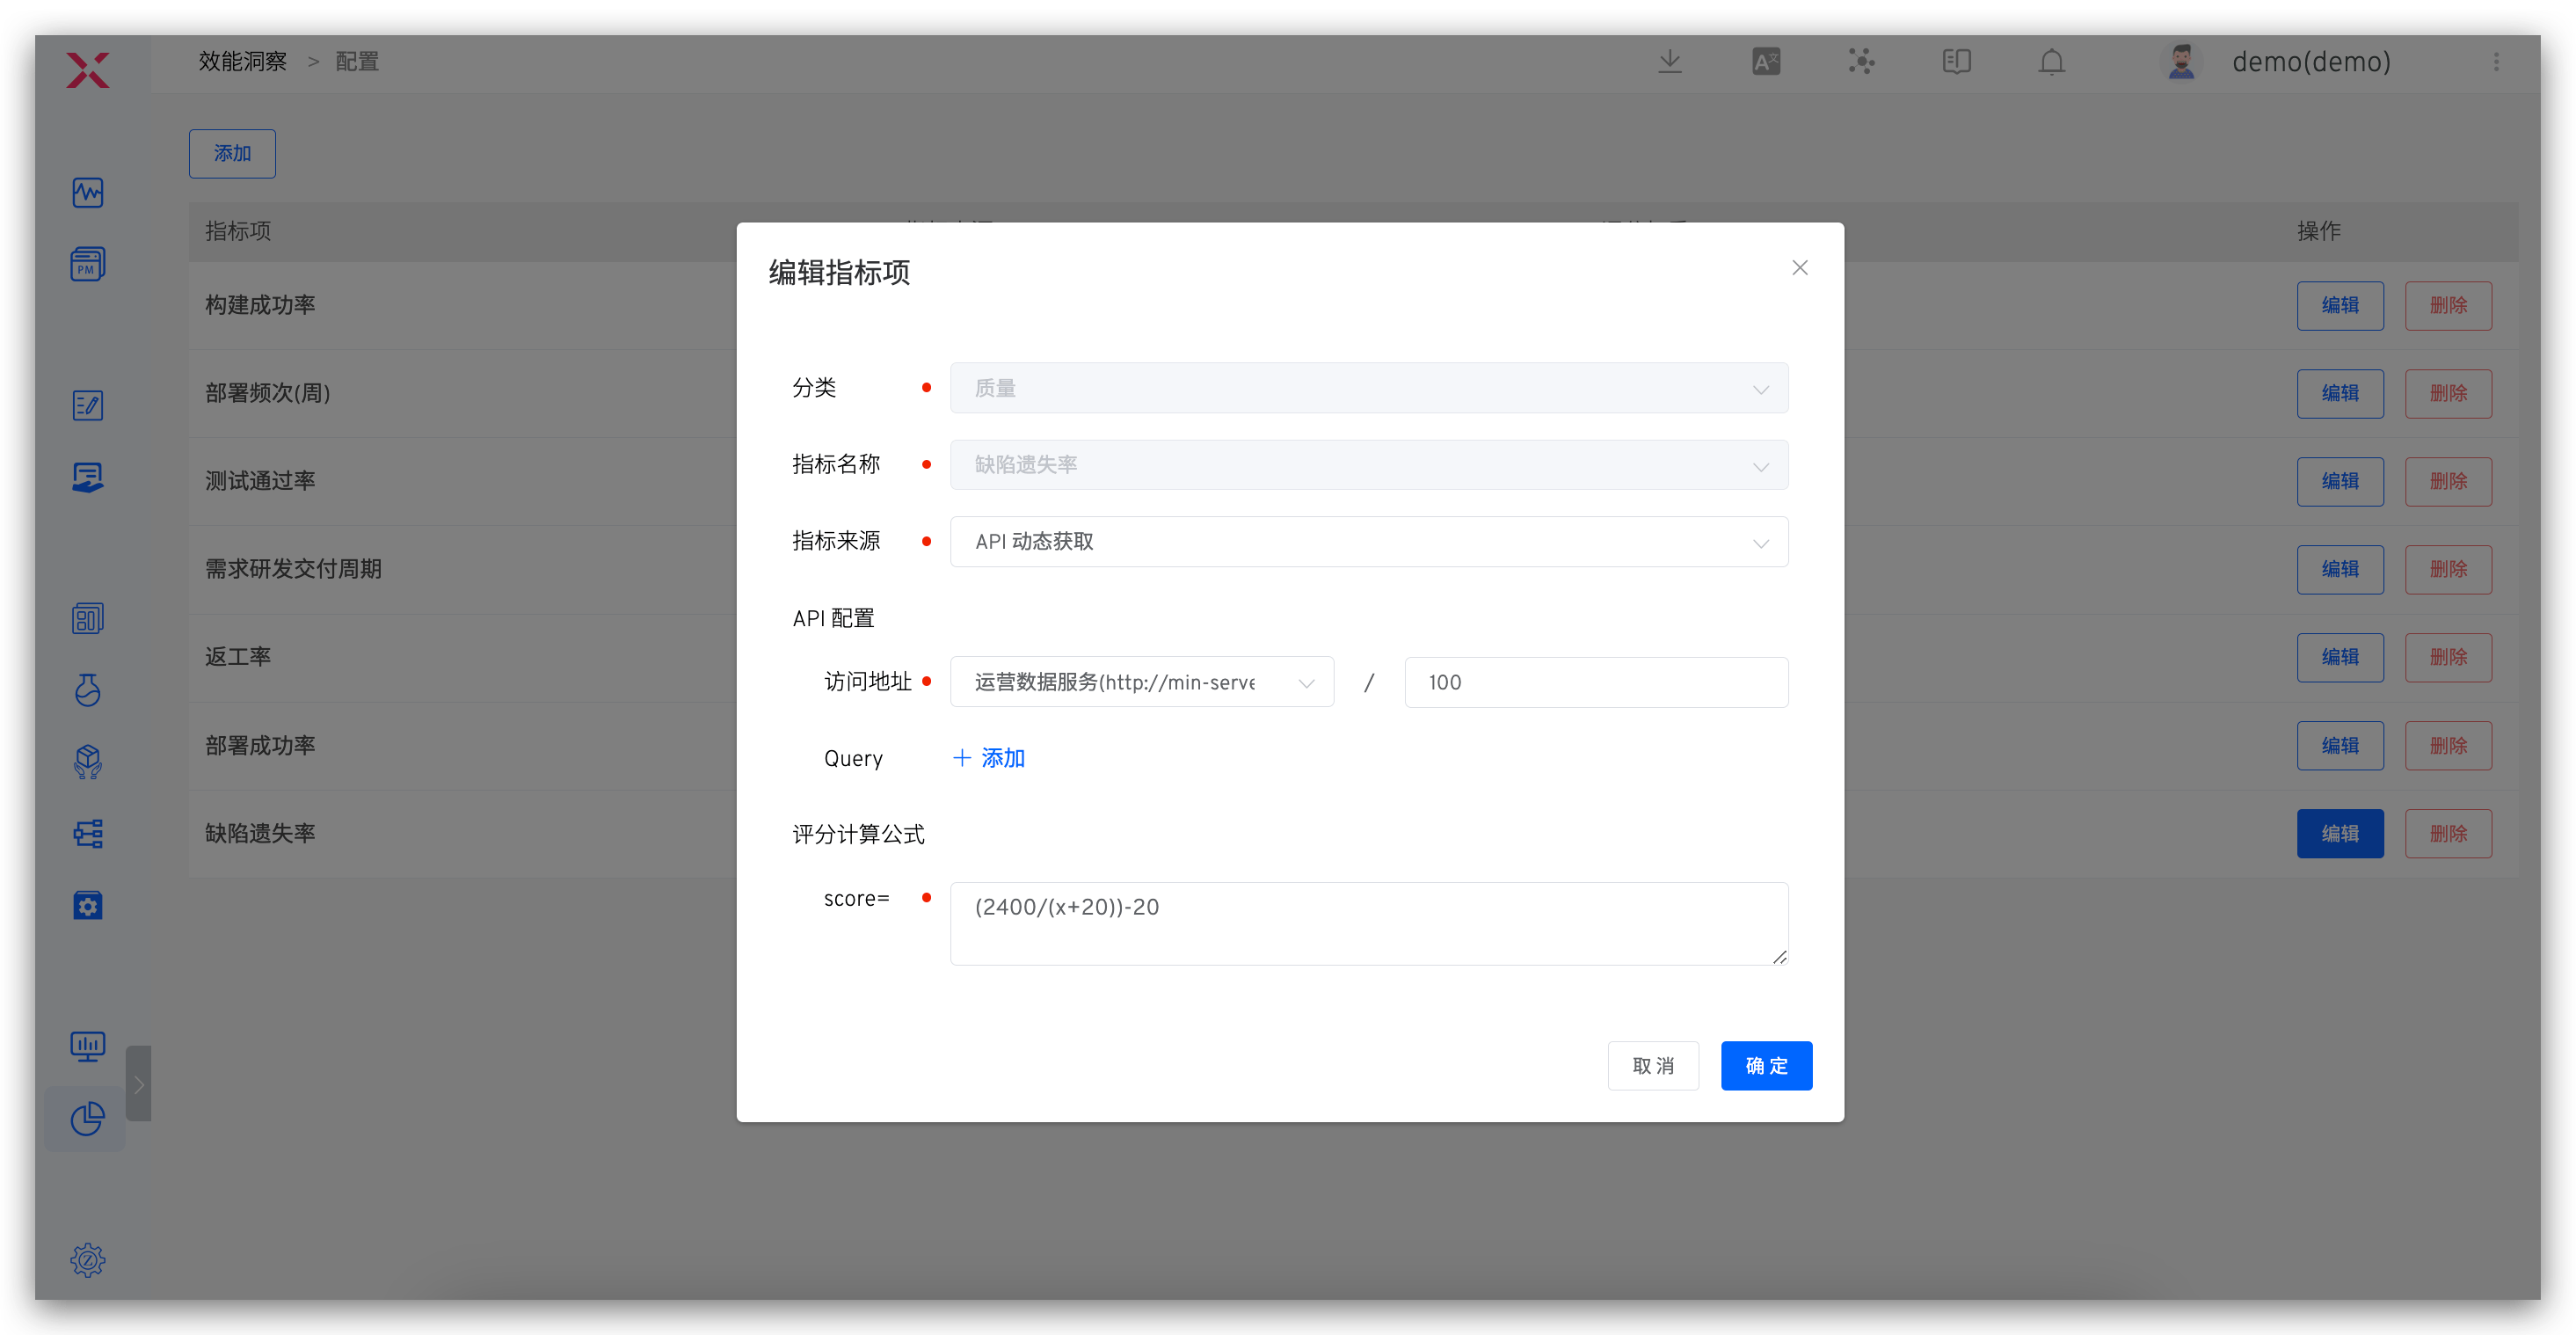 效能洞察 > 配置
demo(demo)
添加
指标项 操作
构建成功率 编辑 删除
部署频次(周) 编辑 删除
测试通过率 编辑 删除
需求研发交付周期 编辑 删除
返工率 编辑 删除
部署成功率 编辑 删除
缺陷遗失率 编辑 删除
PM
编辑指标项
分类 质量
指标名称 缺陷遗失率
指标来源 API 动态获取
API 配置
访问地址 运营数据服务(http://min-serve / 100
Query + 添加
评分计算公式
score= (2400/(x+20))-20
取消 确定